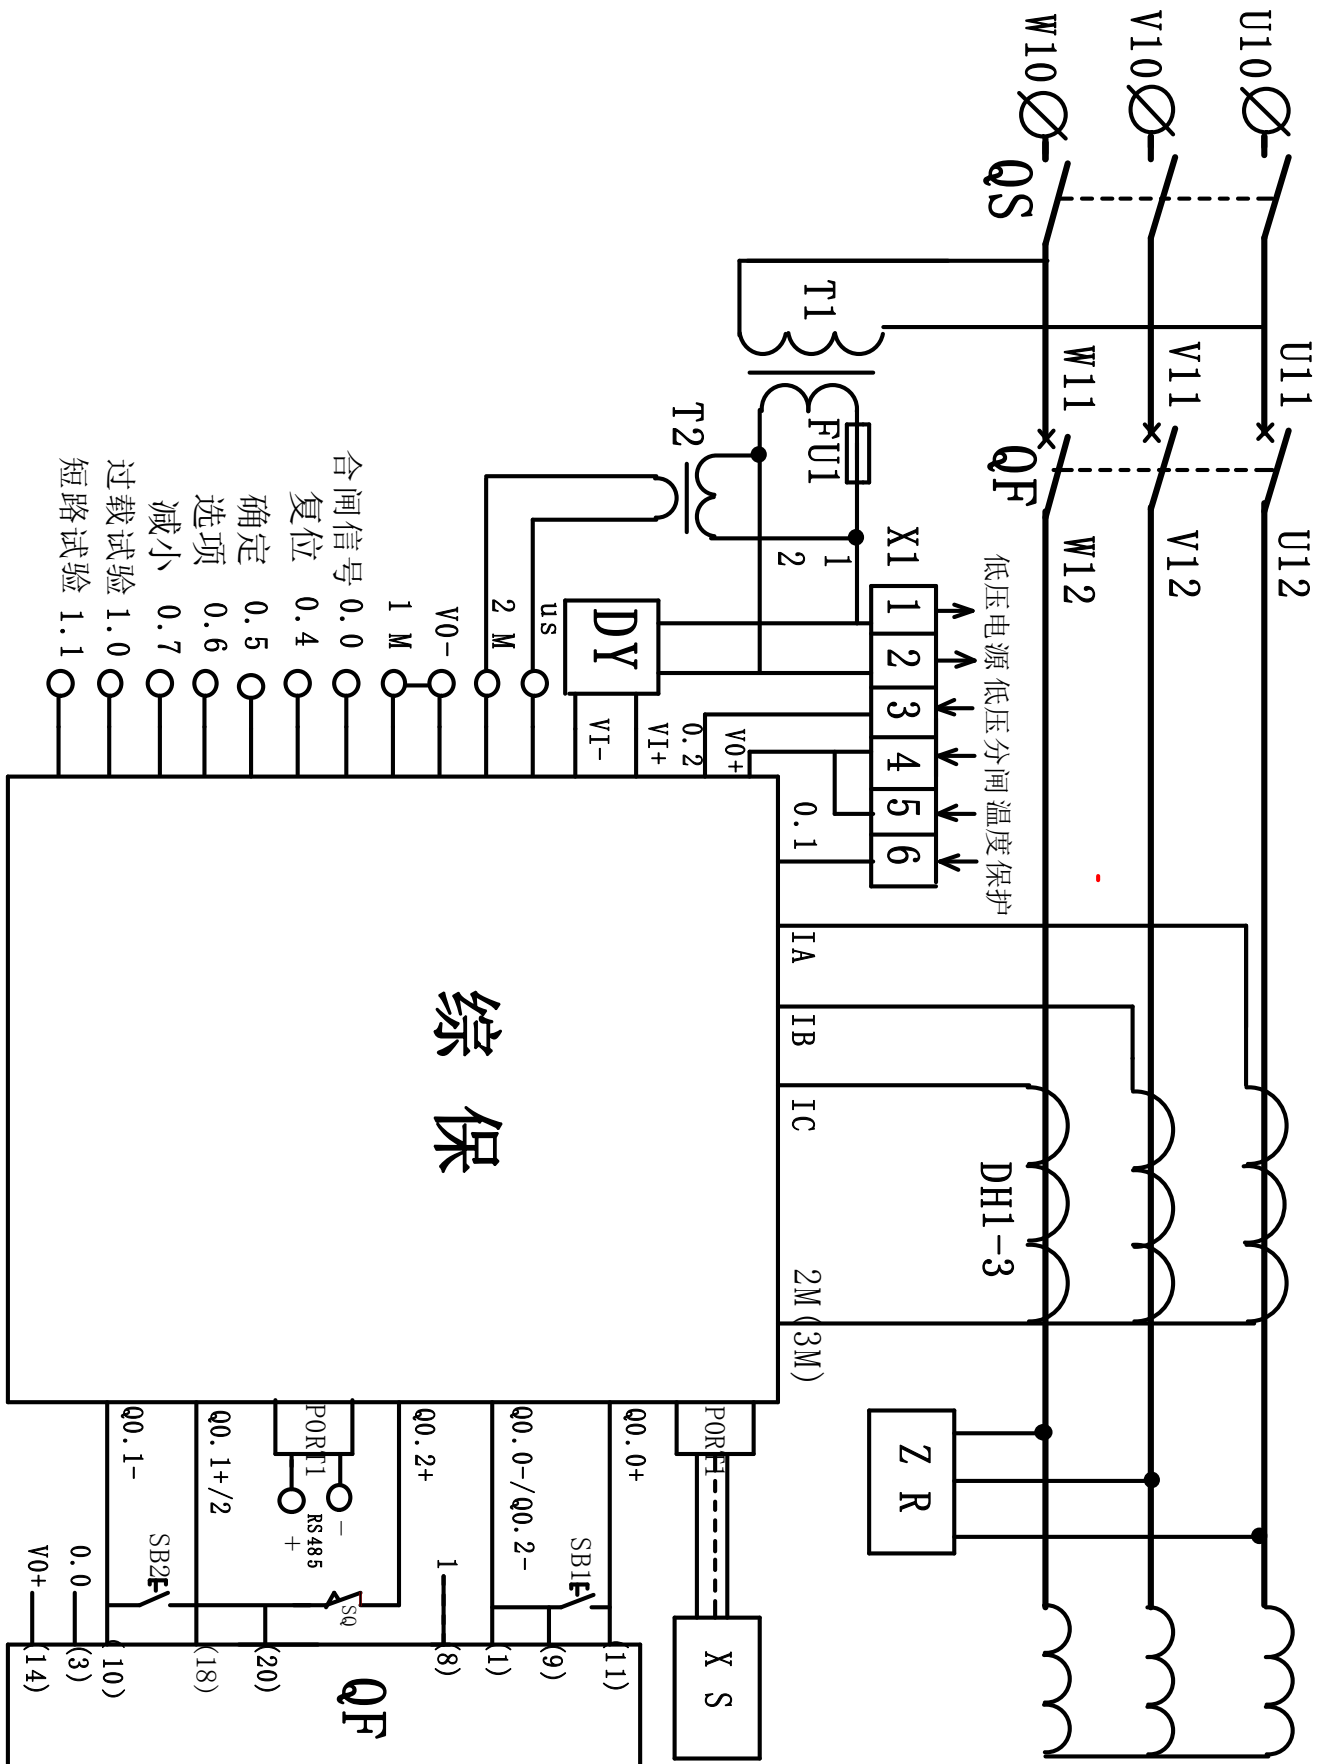 U10
V10
W10
QS
U11
V11
W11
QF
U12
V12
W12
T1
FU1
T2
1
2
X1
1
2
3
4
5
6
低压电源
低压分闸
温度保护
DY
VI-
VI+
0.2
V0+
0.1
us
2 M
V0-
1 M
合闸信号 0.0
复位 0.4
确定 0.5
选项 0.6
减小 0.7
过载试验 1.0
短路试验 1.1
综 保
IA
IB
IC
2M(3M)
DH1-3
Z R
PORT1
X S
Q0.0+
Q0.0-/Q0.2-
Q0.2+
PORT1
-
+
RS485
Q0.1+/2
Q0.1-
SB1
SB2
SQ
1
0.0
V0+
(11)
(9)
(1)
(8)
(20)
(18)
(10)
(3)
(14)
QF